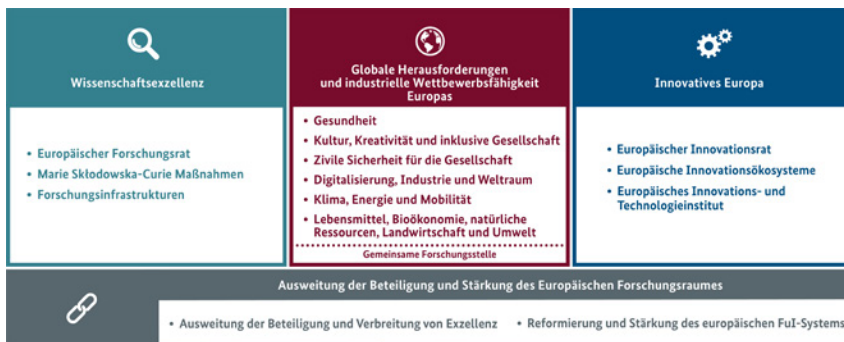 Wissenschaftsexzellenz
• Europäischer Forschungsrat
• Marie Skłodowska-Curie Maßnahmen
• Forschungsinfrastrukturen
Globale Herausforderungen
und industrielle Wettbewerbsfähigkeit
Europas
• Gesundheit
• Kultur, Kreativität und inklusive Gesellschaft
• Zivile Sicherheit für die Gesellschaft
• Digitalisierung, Industrie und Weltraum
• Klima, Energie und Mobilität
• Lebensmittel, Bioökonomie, natürliche
Ressourcen, Landwirtschaft und Umwelt
Gemeinsame Forschungsstelle
Innovatives Europa
• Europäischer Innovationsrat
• Europäische Innovationsökosysteme
• Europäisches Innovations- und
Technologieinstitut
Ausweitung der Beteiligung und Stärkung des Europäischen Forschungsraumes
• Ausweitung der Beteiligung und Verbreitung von Exzellenz • Reformierung und Stärkung des europäischen FuI-Systems